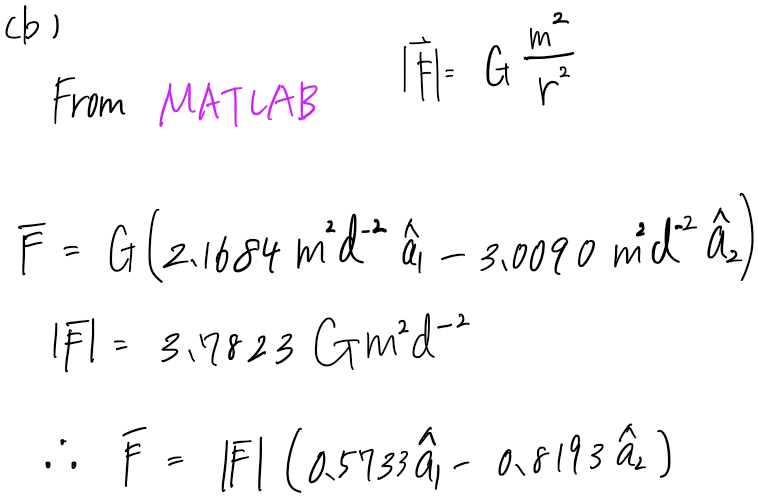 (b)
From MATLAB |F⃗| = G m²/r²
F̅ = G(2.1684 m²d⁻² â₁ − 3.0090 m²d⁻² â₂)
|F̅| = 3.7823 Gm²d⁻²
∴ F̅ = |F̅| (0.5733 â₁ − 0.8193 â₂)